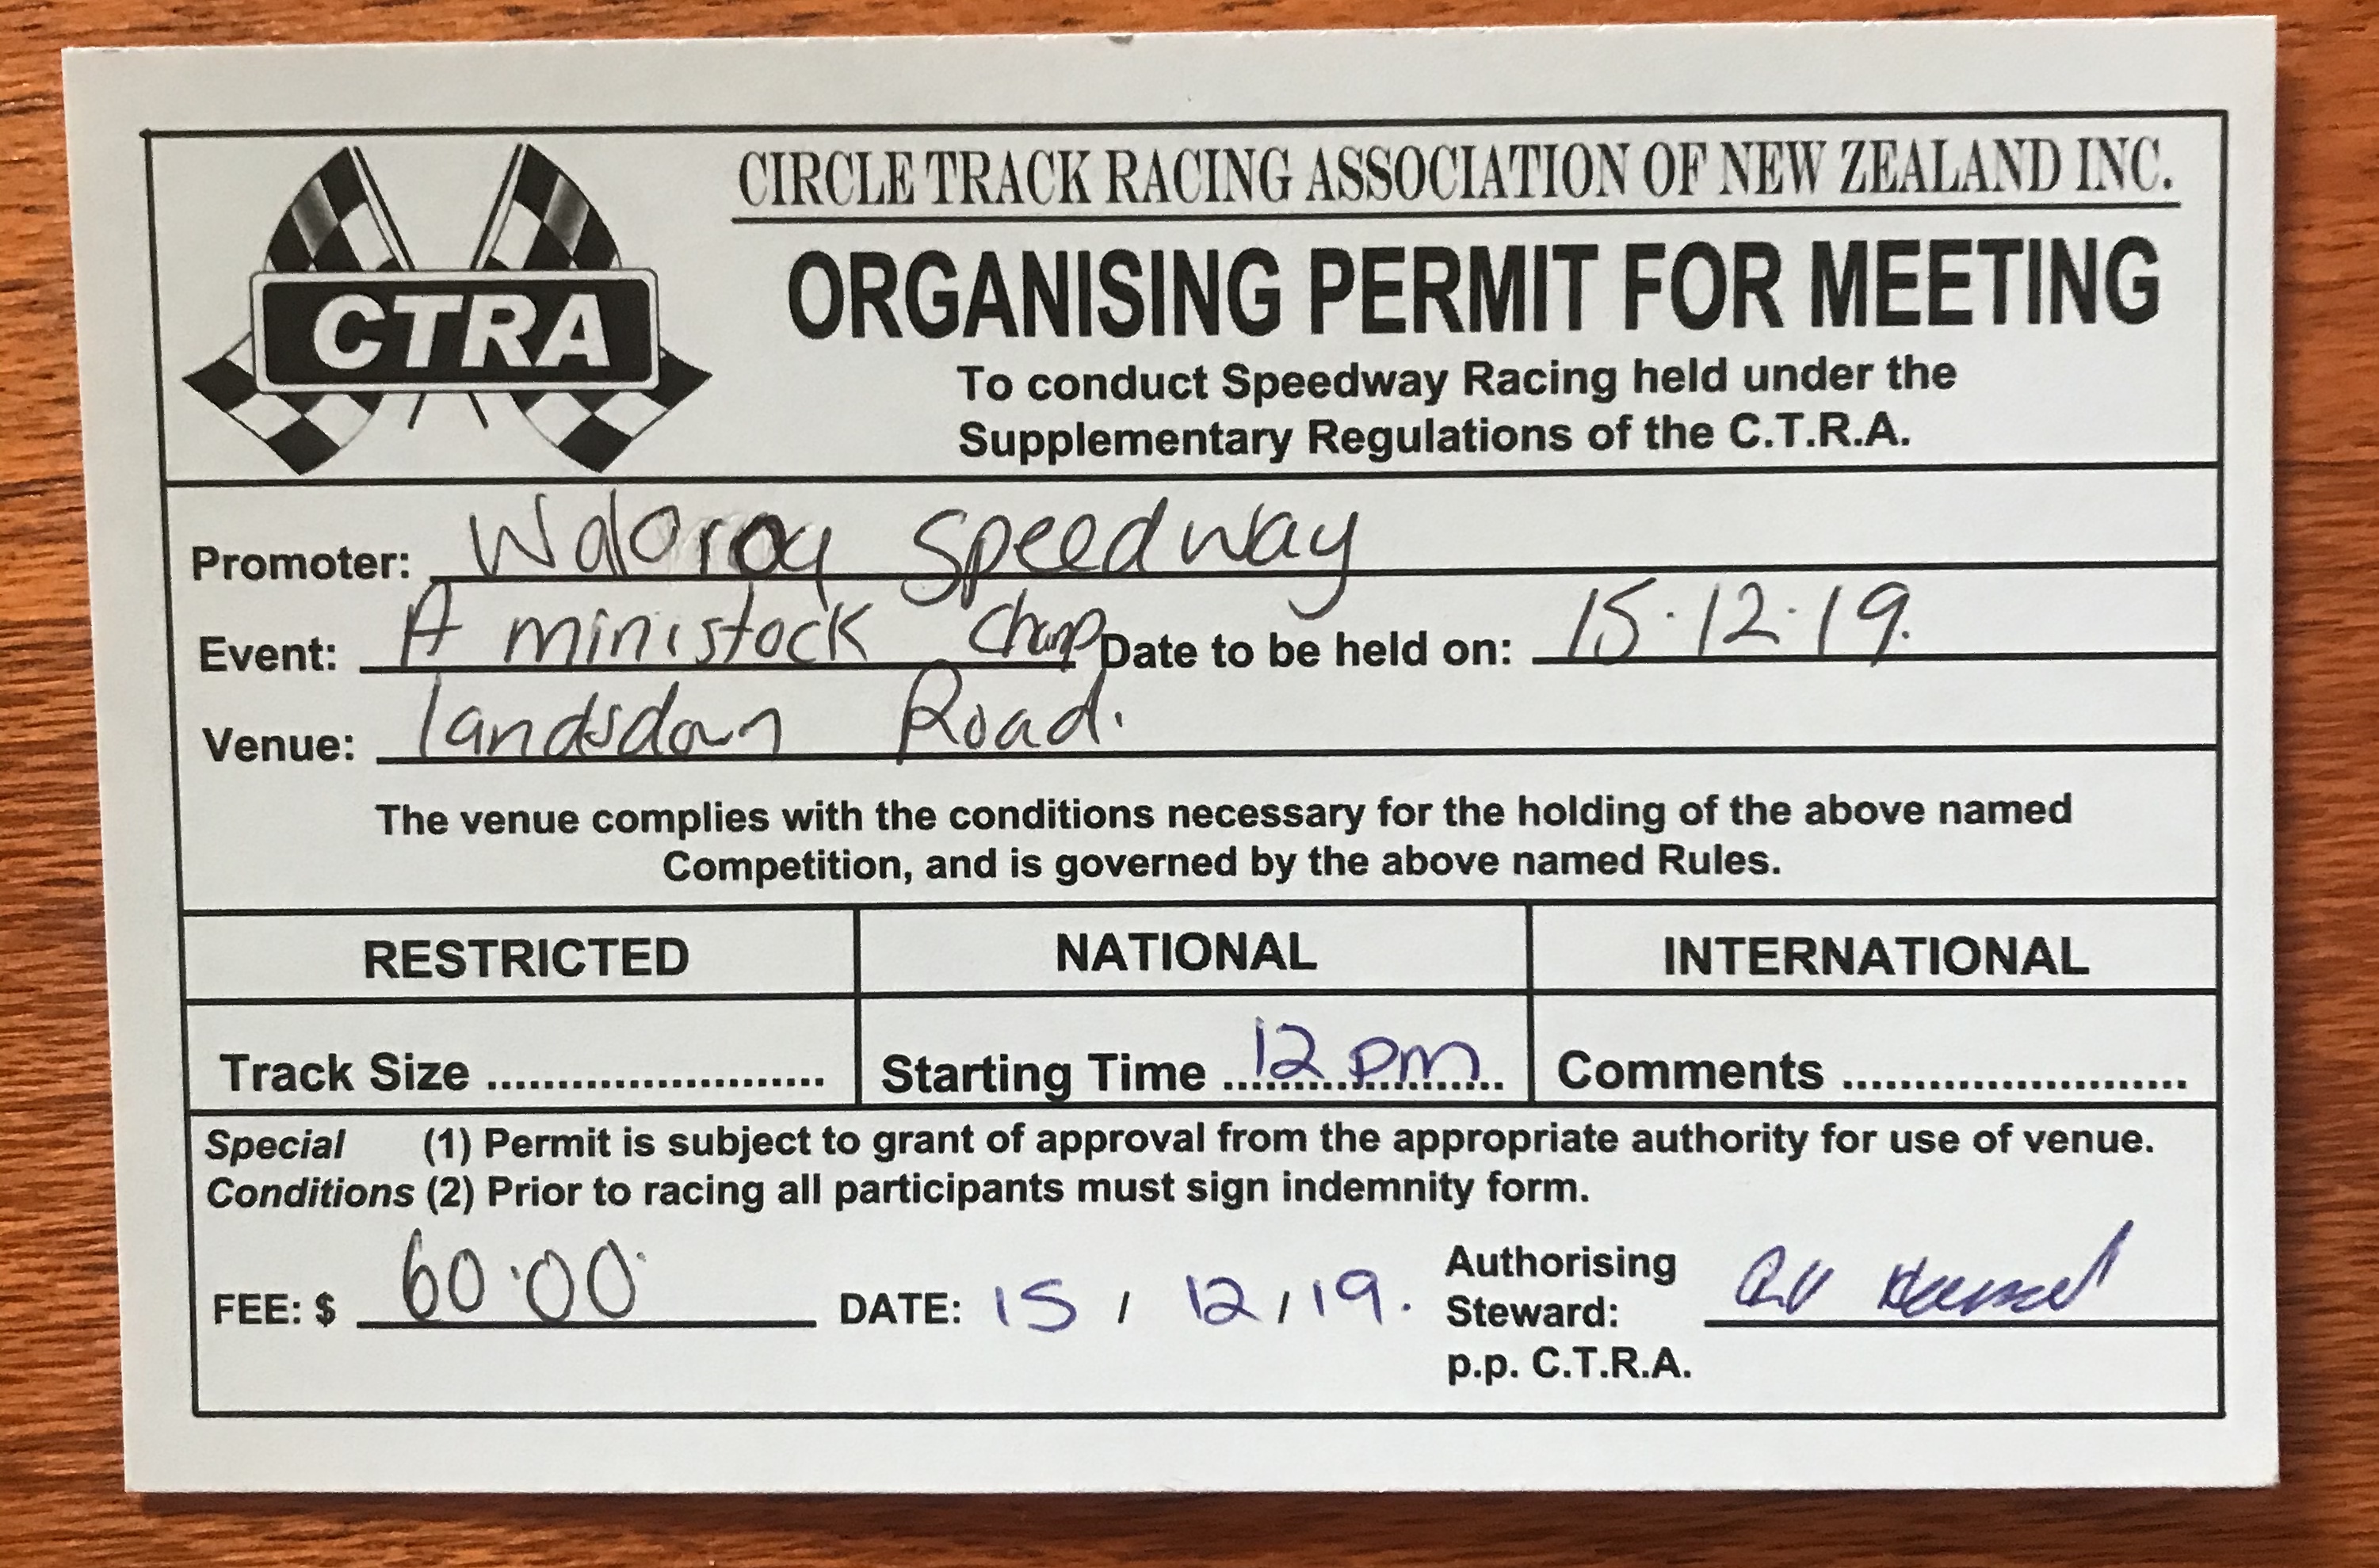 CIRCLE TRACK RACING ASSOCIATION OF NEW ZEALAND INC.
CTRA
ORGANISING PERMIT FOR MEETING
To conduct Speedway Racing held under the
Supplementary Regulations of the C.T.R.A.
Promoter: Speedway
Event: A ministock Champ Date to be held on: 15.12.19.
Venue: Road.
The venue complies with the conditions necessary for the holding of the above named
Competition, and is governed by the above named Rules.
RESTRICTED NATIONAL INTERNATIONAL
Track Size ........................ Starting Time 12 pm Comments ........................
Special (1) Permit is subject to grant of approval from the appropriate authority for use of venue.
Conditions (2) Prior to racing all participants must sign indemnity form.
FEE: $ 60.00 DATE: 15 / 12 / 19. Authorising
Steward:
p.p. C.T.R.A.